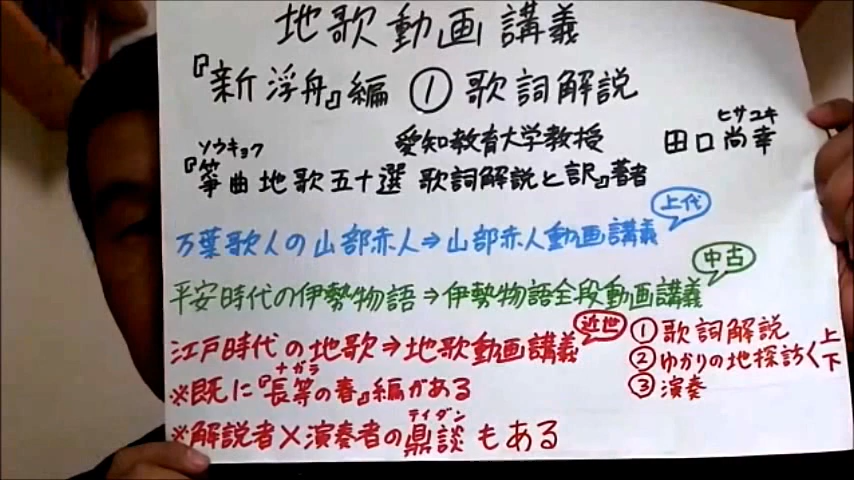 地歌動画講義
『新浮舟』編 ① 歌詞解説
愛知教育大学教授 田口尚幸
ヒサユキ
ソウキョク
『箏曲地歌五十選 歌詞解説と訳』著者
上代
万葉歌人の山部赤人⇒山部赤人動画講義
中古
平安時代の伊勢物語⇒伊勢物語全段動画講義
近世
江戸時代の地歌⇒地歌動画講義
① 歌詞解説
② ゆかりの地探訪く上下
③ 演奏
ナガラ
※既に『長等の春』編がある
テイダン
※解説者×演奏者の鼎談もある